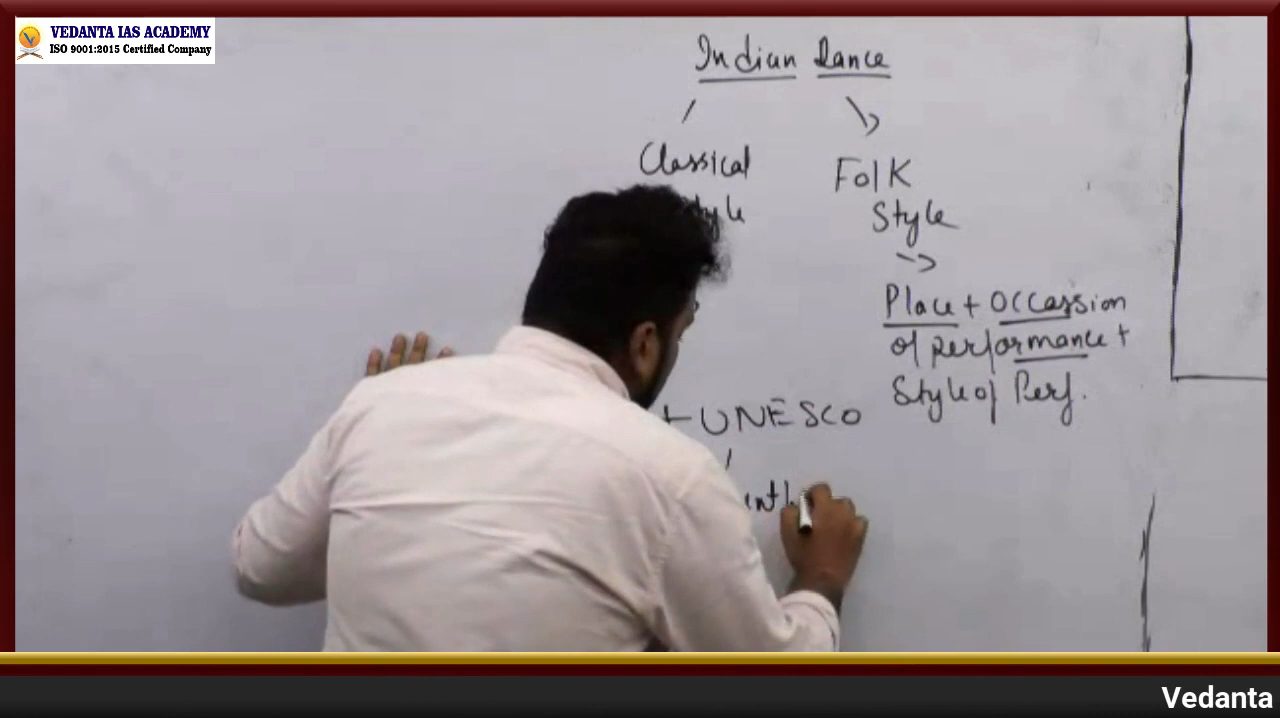 VEDANTA IAS ACADEMY
ISO 9001:2015 Certified Company
Indian Dance
Classical
Folk
Style
Place + Occassion
of performance +
Style of Perf.
+ UNESCO
Vedanta